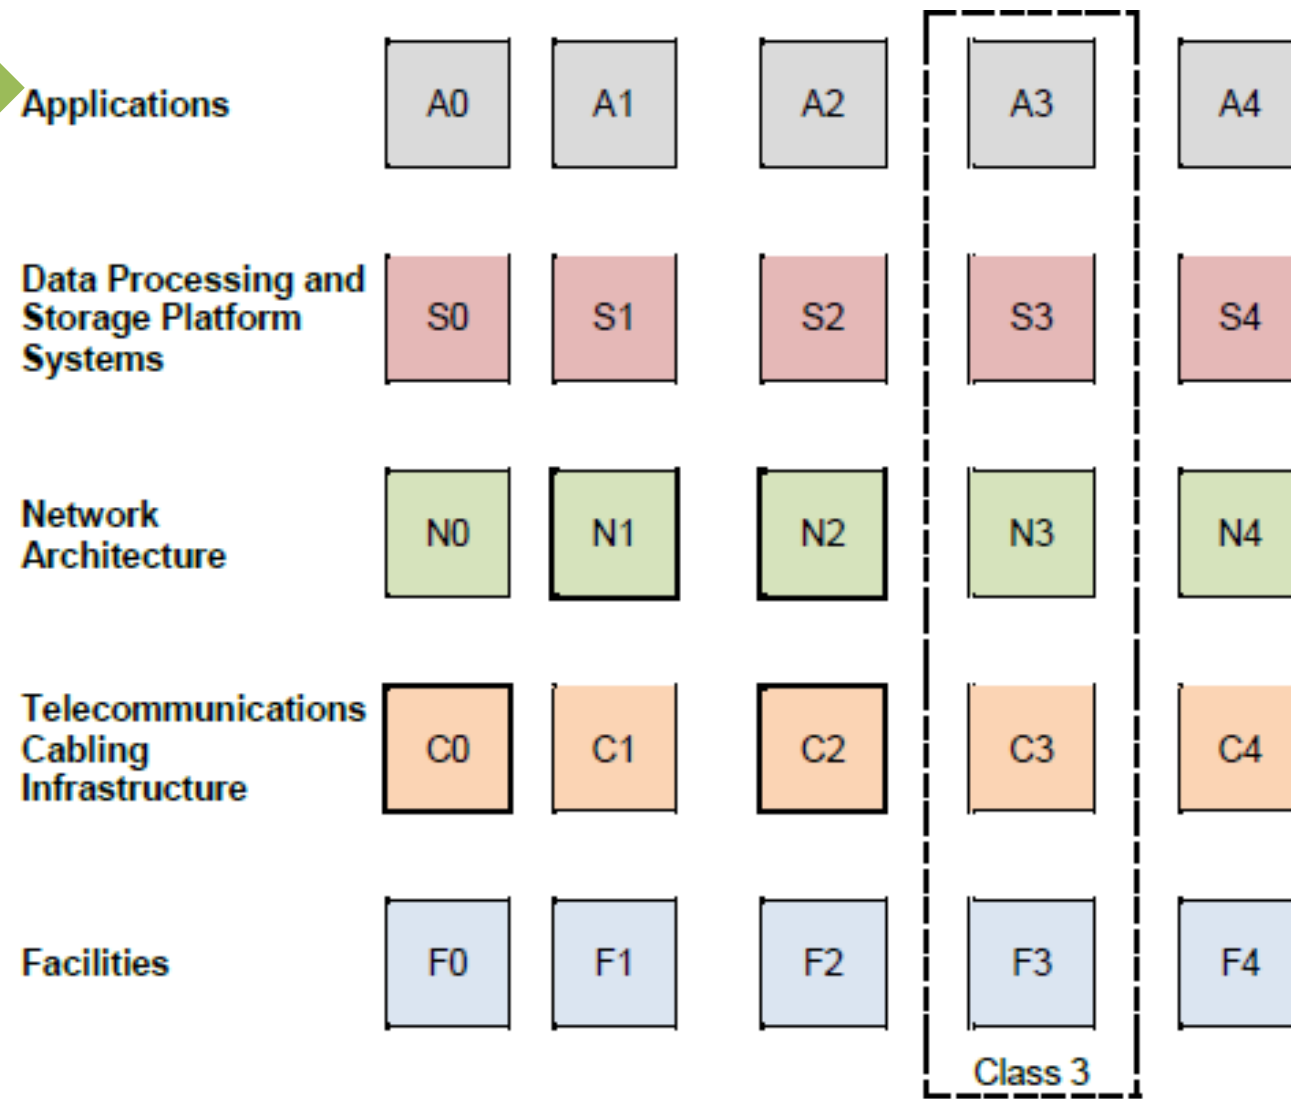 Applications A0 A1 A2 A3 A4
Data Processing and
Storage Platform S0 S1 S2 S3 S4
Systems
Network N0 N1 N2 N3 N4
Architecture
Telecommunications
Cabling C0 C1 C2 C3 C4
Infrastructure
Facilities F0 F1 F2 F3 F4
Class 3